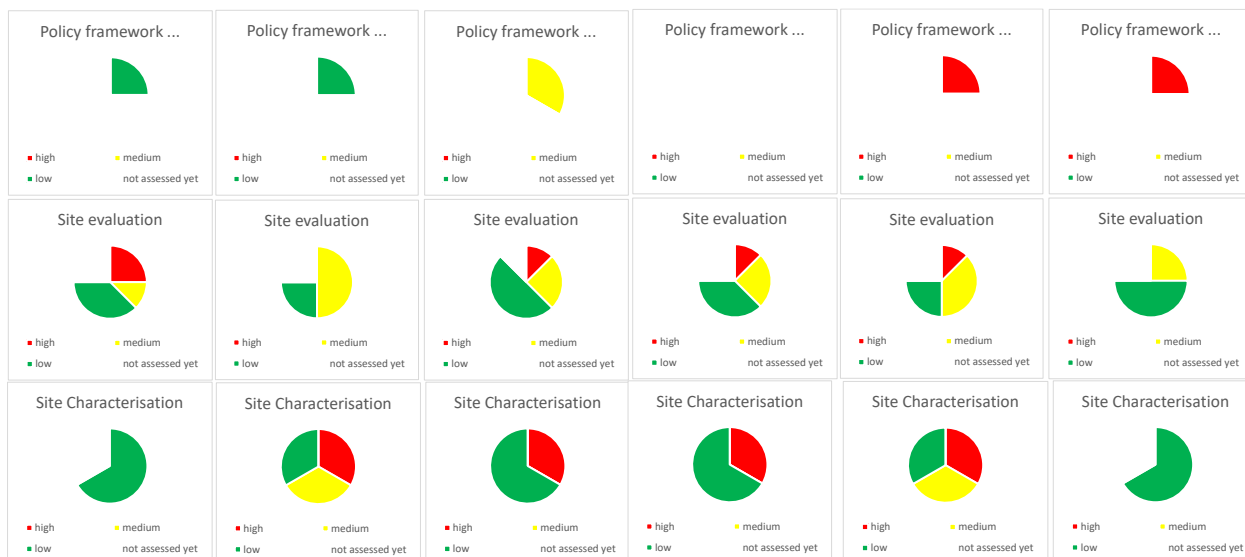 Policy framework ... Policy framework ... Policy framework ... Policy framework ... Policy framework ... Policy framework ...
high medium high medium high medium high medium high medium high medium
low not assessed yet low not assessed yet low not assessed yet low not assessed yet low not assessed yet low not assessed yet
Site evaluation Site evaluation Site evaluation Site evaluation Site evaluation Site evaluation
high medium high medium high medium high medium high medium high medium
low not assessed yet low not assessed yet low not assessed yet low not assessed yet low not assessed yet low not assessed yet
Site Characterisation Site Characterisation Site Characterisation Site Characterisation Site Characterisation Site Characterisation
high medium high medium high medium high medium high medium high medium
low not assessed yet low not assessed yet low not assessed yet low not assessed yet low not assessed yet low not assessed yet